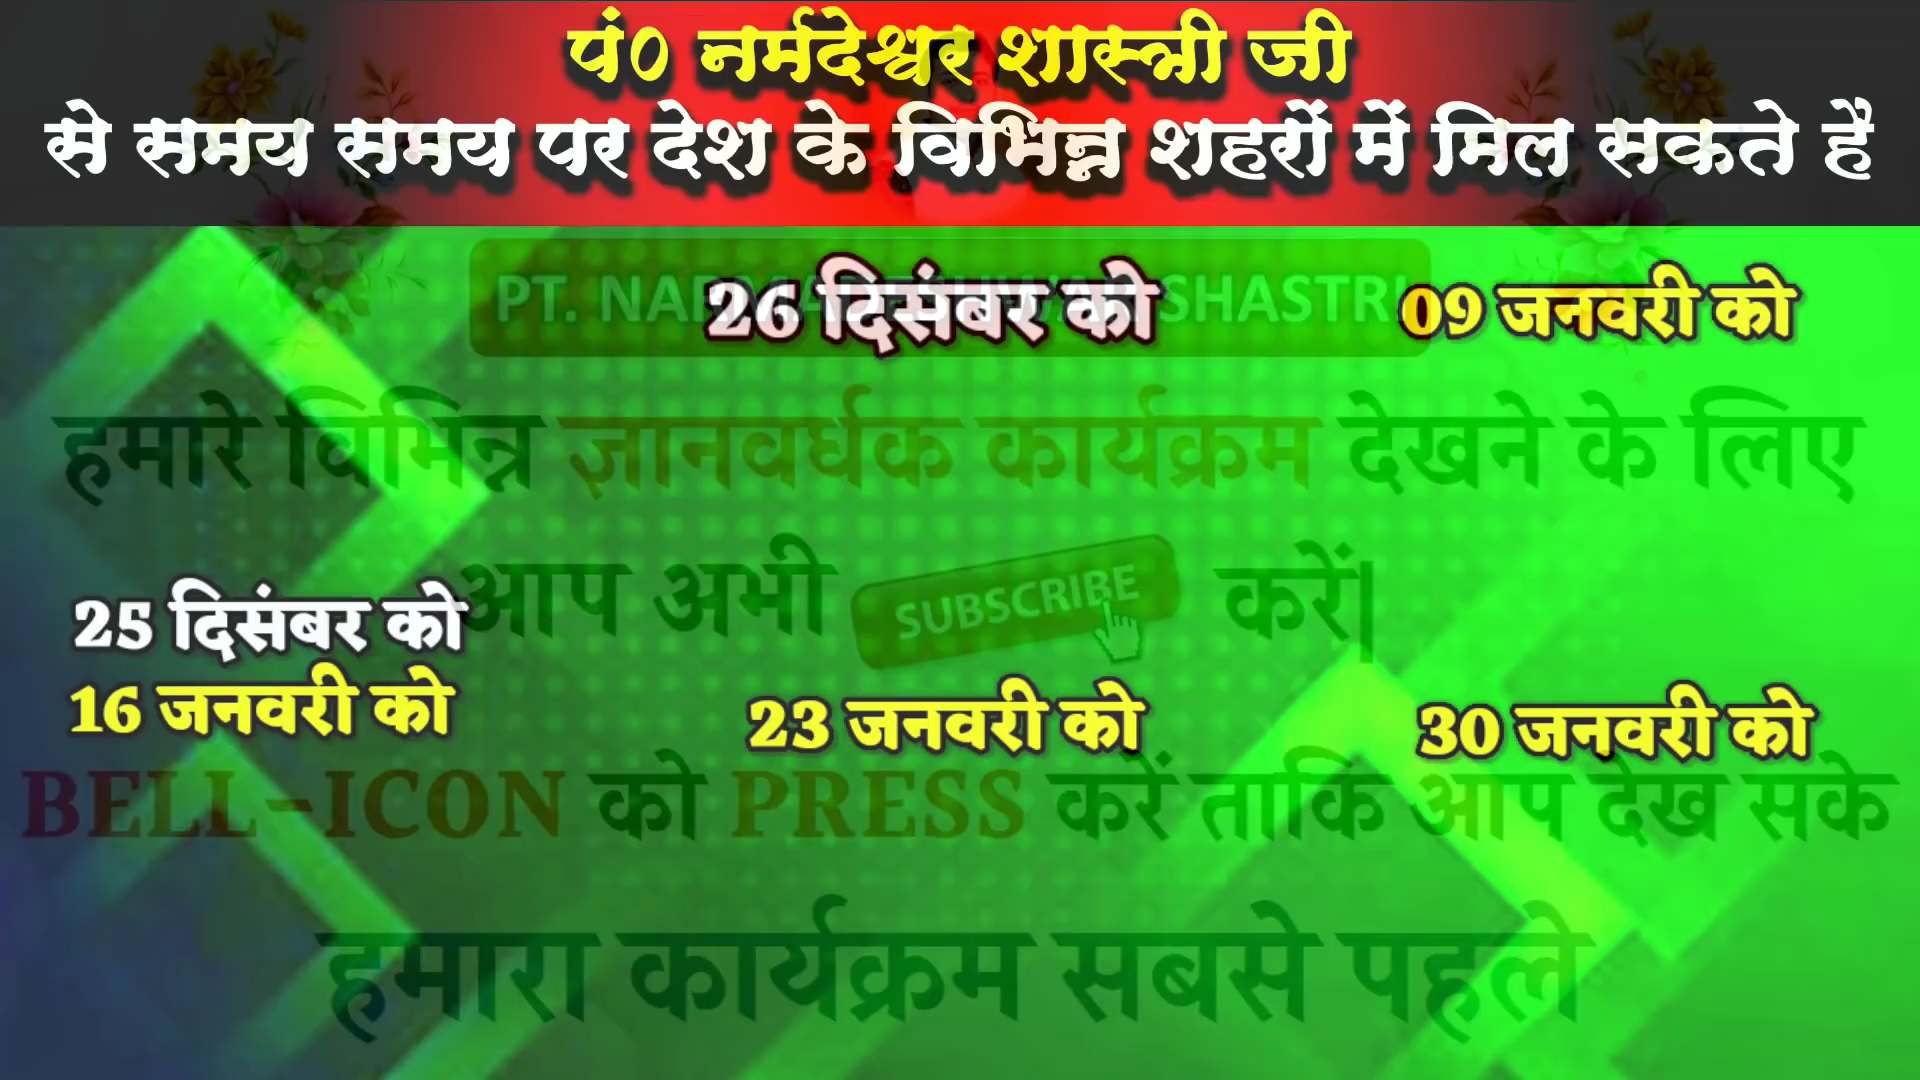 पं0 नर्मदेश्वर शास्त्री जी
से समय समय पर देश के विभिन्न शहरों में मिल सकते है
PT. NARMADESHWAR SHASTRI
26 दिसंबर को
09 जनवरी को
हमारे विभिन्न ज्ञानवर्धक कार्यक्रम देखने के लिए
आप अभी SUBSCRIBE करें|
25 दिसंबर को
16 जनवरी को
23 जनवरी को
30 जनवरी को
BELL-ICON को PRESS करें ताकि आप देख सके
हमारा कार्यक्रम सबसे पहले